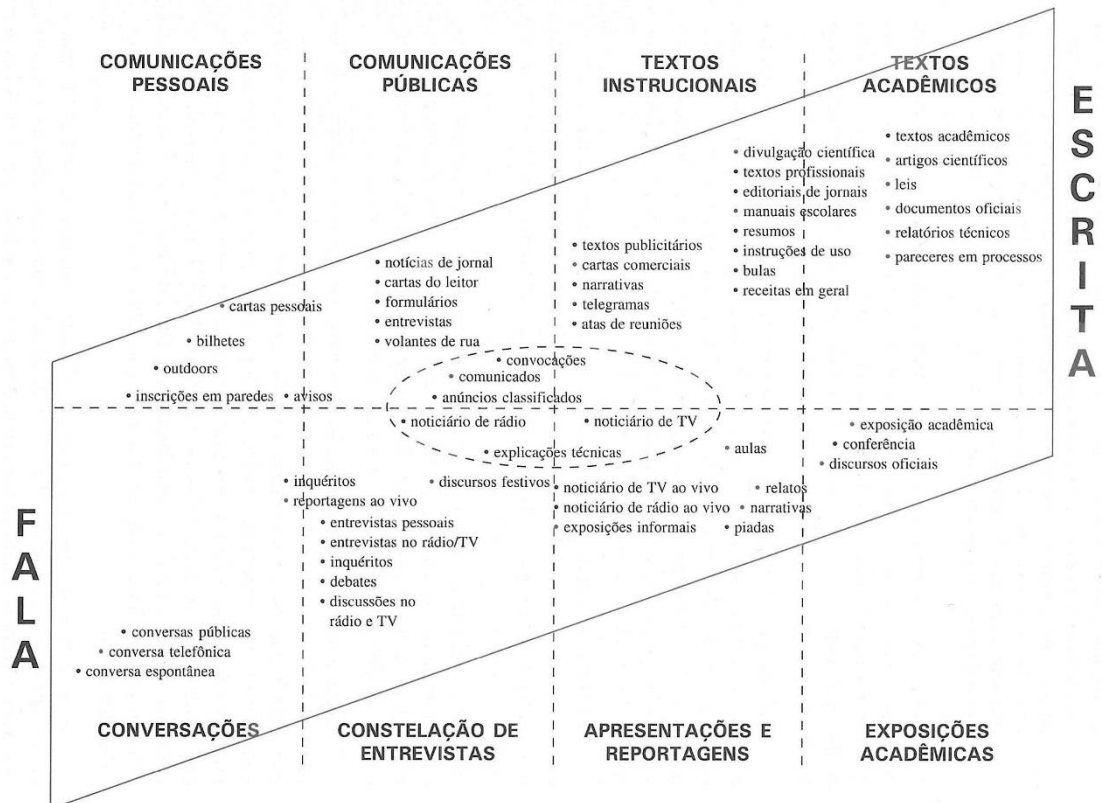 COMUNICAÇÕES
PESSOAIS
COMUNICAÇÕES
PÚBLICAS
TEXTOS
INSTRUCIONAIS
TEXTOS
ACADÊMICOS
ESCRITA
• textos acadêmicos
• artigos científicos
• leis
• documentos oficiais
• relatórios técnicos
• pareceres em processos
• divulgação científica
• textos profissionais
• editoriais de jornais
• manuais escolares
• resumos
• instruções de uso
• bulas
• receitas em geral
• textos publicitários
• cartas comerciais
• narrativas
• telegramas
• atas de reuniões
• notícias de jornal
• cartas do leitor
• formulários
• entrevistas
• volantes de rua
• cartas pessoais
• bilhetes
• outdoors
• inscrições em paredes
• avisos
• convocações
• comunicados
• anúncios classificados
• noticiário de rádio
• noticiário de TV
• explicações técnicas
• aulas
• exposição acadêmica
• conferência
• discursos oficiais
• inquéritos
• reportagens ao vivo
• discursos festivos
• entrevistas pessoais
• entrevistas no rádio/TV
• inquéritos
• debates
• discussões no
rádio e TV
• noticiário de TV ao vivo
• noticiário de rádio ao vivo
• exposições informais
• relatos
• narrativas
• piadas
FALA
• conversas públicas
• conversa telefônica
• conversa espontânea
CONVERSAÇÕES
CONSTELAÇÃO DE
ENTREVISTAS
APRESENTAÇÕES E
REPORTAGENS
EXPOSIÇÕES
ACADÊMICAS